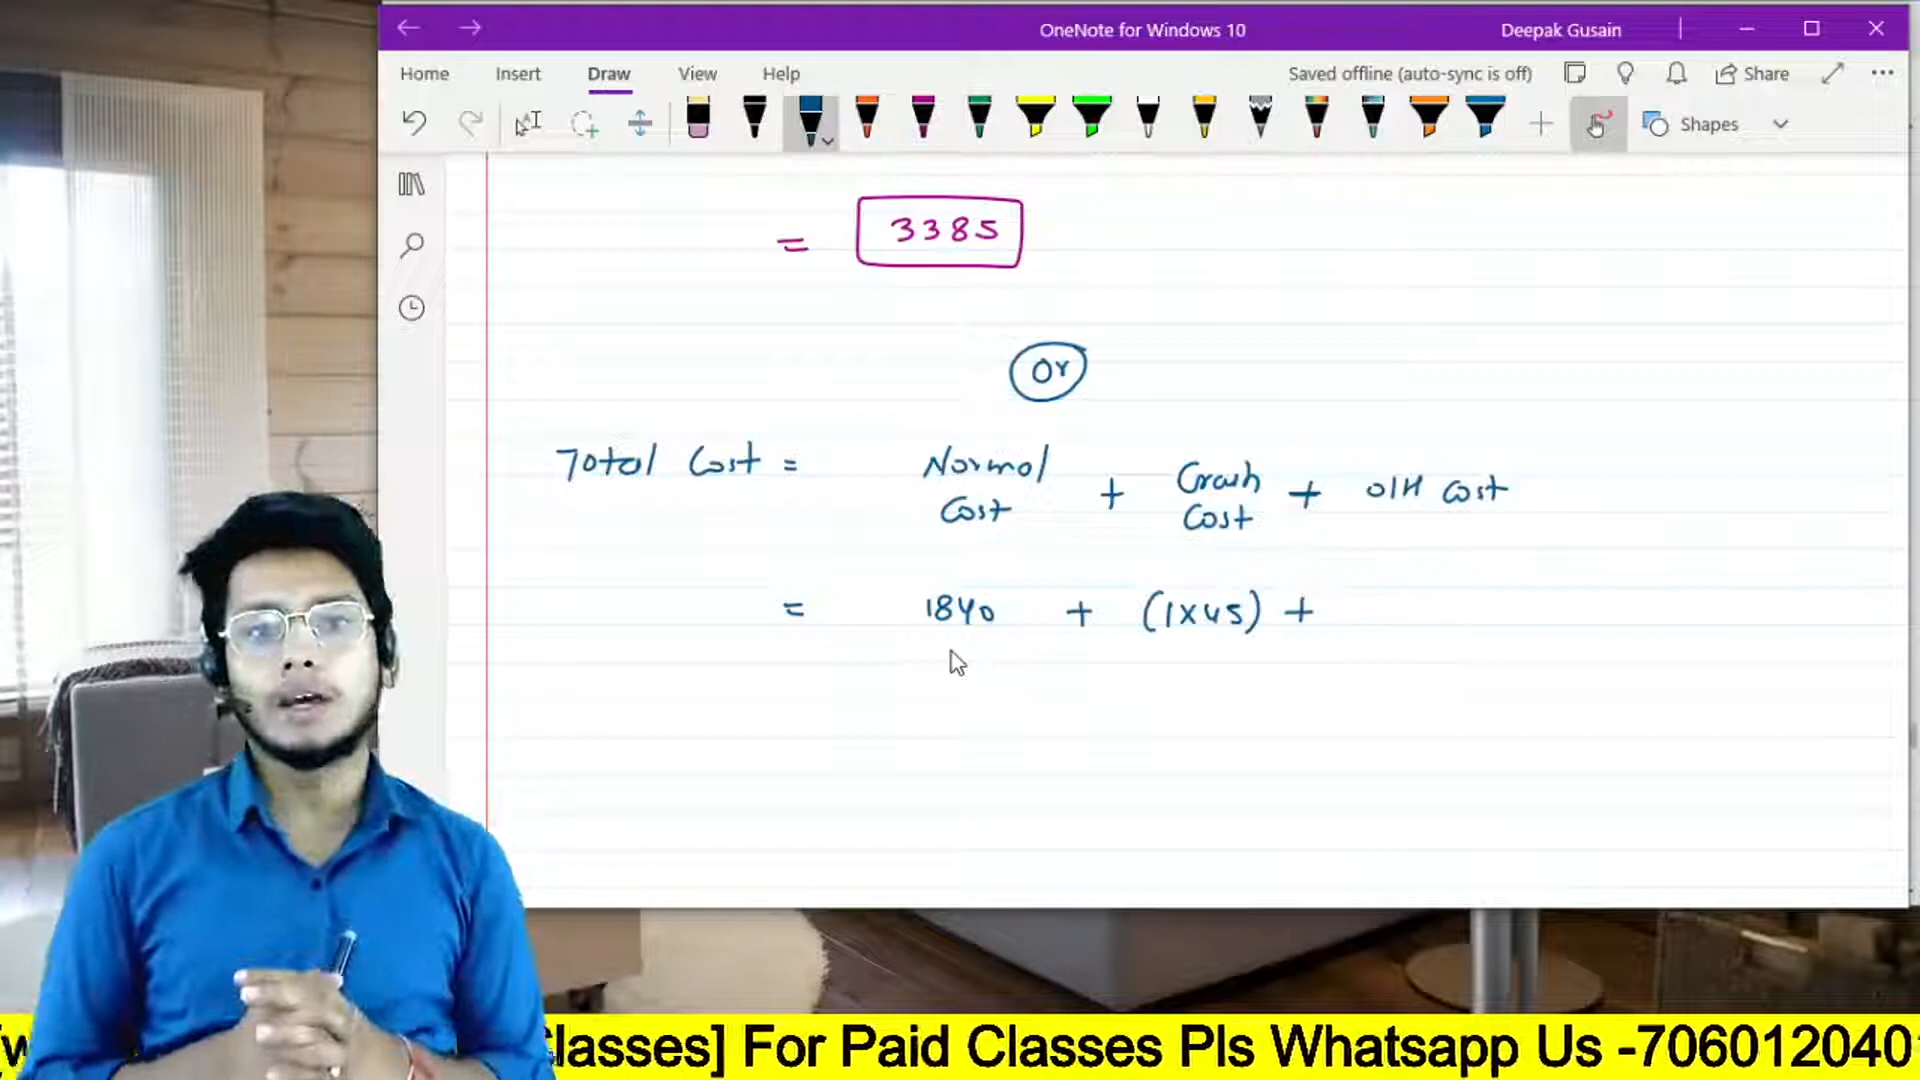 OneNote for Windows 10
Deepak Gusain
Home Insert Draw View Help
Saved offline (auto-sync is off) Share
Shapes
= 3385
Or
Total Cost = Normal Cost + Crash Cost + O/H Cost
= 1840 + (1x45) +
lasses] For Paid Classes Pls Whatsapp Us -706012040